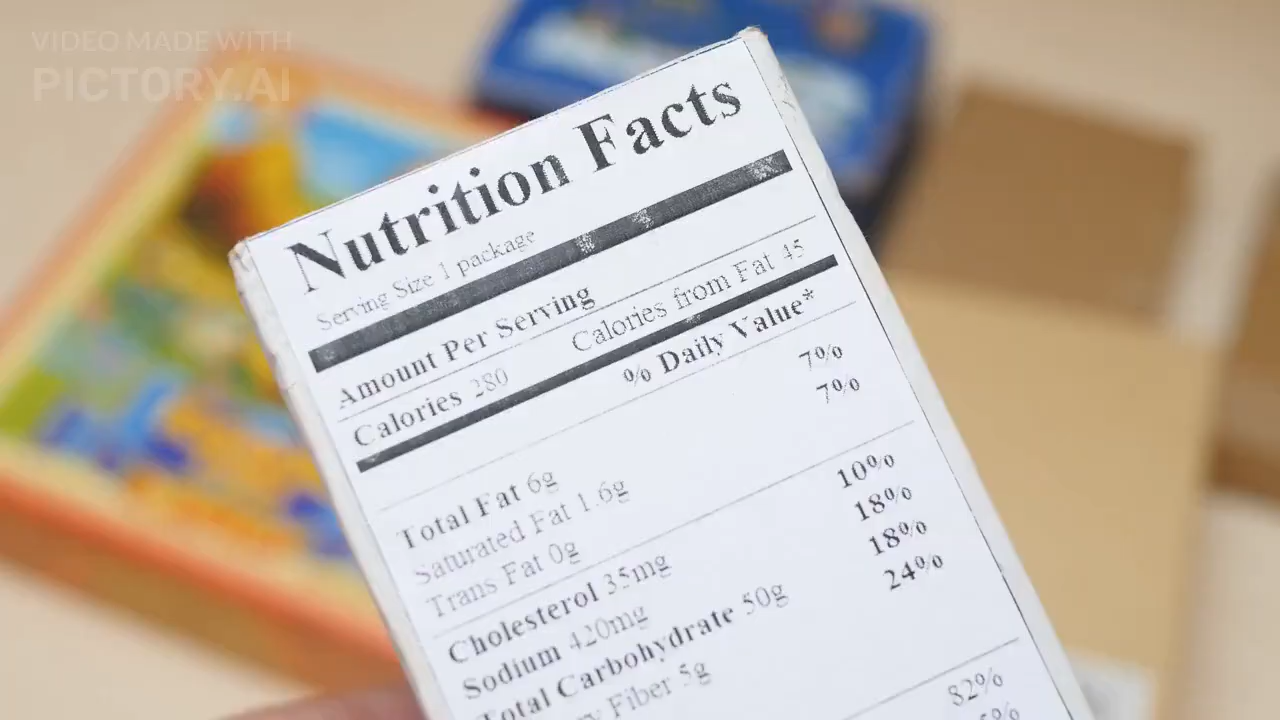 VIDEO MADE WITH
PICTORY.AI
Nutrition Facts
Serving Size 1 package
Amount Per Serving
Calories 280 Calories from Fat 45
% Daily Value*
Total Fat 6g 7%
Saturated Fat 1.6g 7%
Trans Fat 0g
Cholesterol 35mg 10%
Sodium 420mg 18%
Total Carbohydrate 50g 18%
Fiber 5g 24%
82%